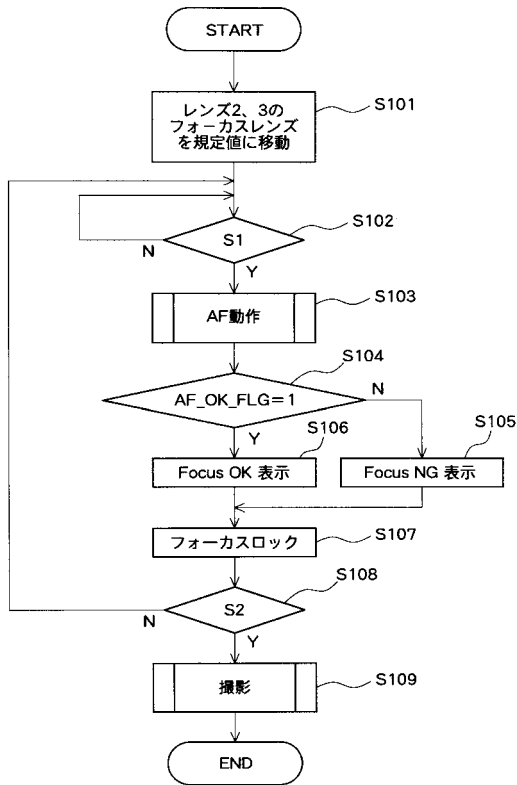 START
レンズ2、3の
フォーカスレンズ
を規定値に移動
S101
S1
S102
N
Y
AF動作
S103
AF_OK_FLG=1
S104
N
Y
S106
S105
Focus OK 表示
Focus NG 表示
フォーカスロック
S107
S2
S108
N
Y
撮影
S109
END